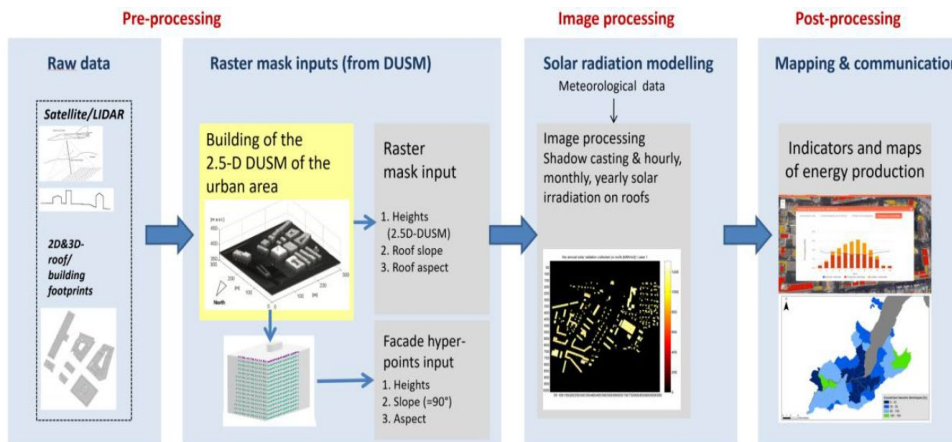 Pre-processing
Image processing
Post-processing
Raw data
Satellite/LIDAR
2D&3D-
roof/
building
footprints
Raster mask inputs (from DUSM)
Building of the
2.5-D DUSM of the
urban area
North
Raster
mask input
1. Heights
(2.5D-DUSM)
2. Roof slope
3. Roof aspect
Facade hyper-
points input
1. Heights
2. Slope (=90°)
3. Aspect
Solar radiation modelling
Meteorological data
Image processing
Shadow casting & hourly,
monthly, yearly solar
irradiation on roofs
Mapping & communication
Indicators and maps
of energy production